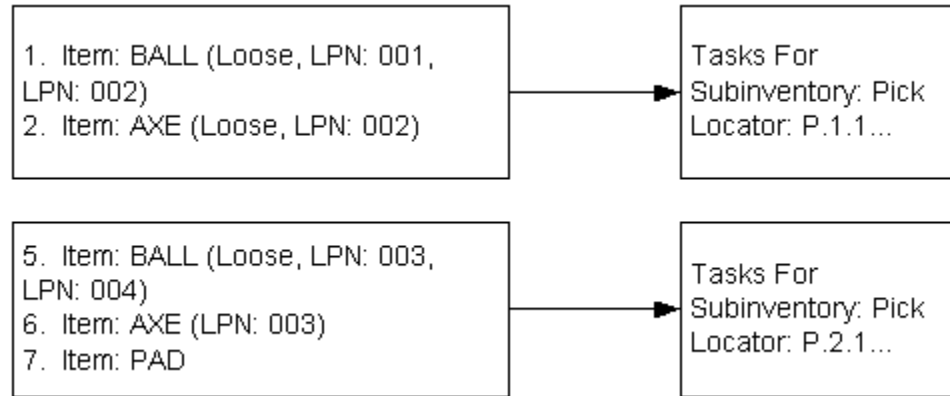 1. Item: BALL (Loose, LPN: 001,
LPN: 002)
2. Item: AXE (Loose, LPN: 002)
Tasks For
Subinventory: Pick
Locator: P.1.1...
5. Item: BALL (Loose, LPN: 003,
LPN: 004)
6. Item: AXE (LPN: 003)
7. Item: PAD
Tasks For
Subinventory: Pick
Locator: P.2.1...